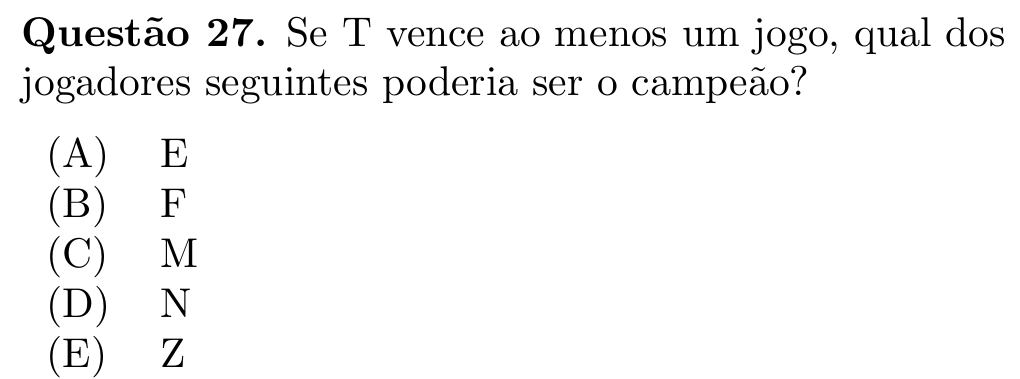 Questão 27. Se T vence ao menos um jogo, qual dos
jogadores seguintes poderia ser o campeão?
(A) E
(B) F
(C) M
(D) N
(E) Z